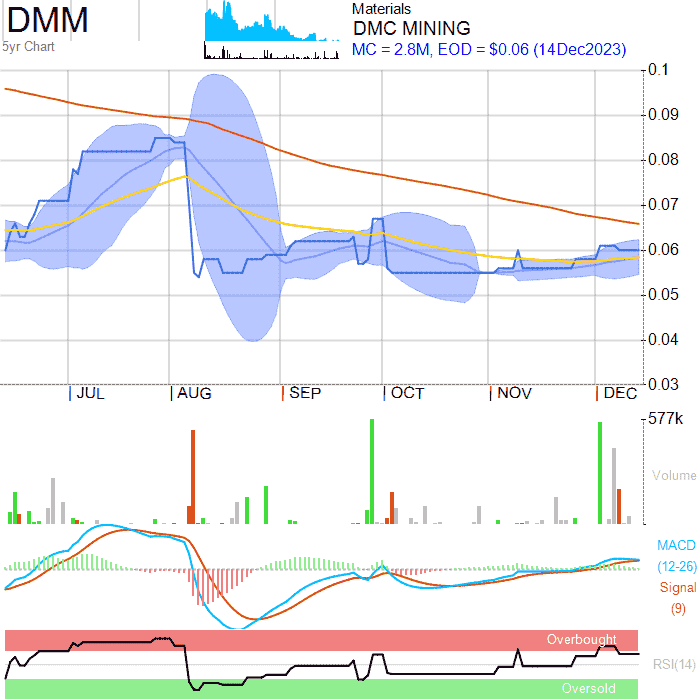 DMM
5yr Chart
Materials
DMC MINING
MC = 2.8M, EOD = $0.06 (14Dec2023)
0.1
0.09
0.08
0.07
0.06
0.05
0.04
0.03
JUL AUG SEP OCT NOV DEC
577k
Volume
MACD
(12-26)
Signal
(9)
Overbought
RSI(14)
Oversold